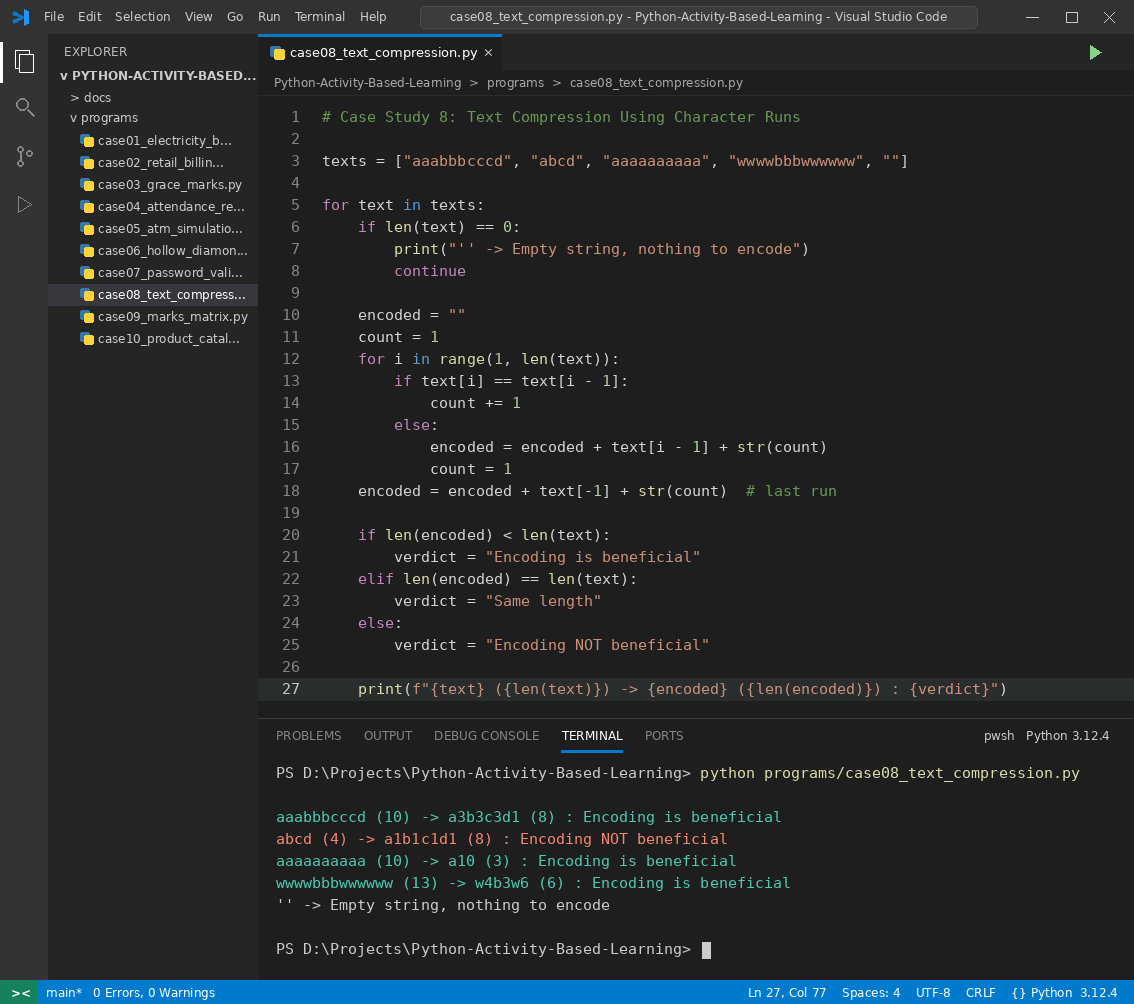 File Edit Selection View Go Run Terminal Help
case08_text_compression.py - Python-Activity-Based-Learning - Visual Studio Code
EXPLORER
v PYTHON-ACTIVITY-BASED...
> docs
v programs
case01_electricity_b...
case02_retail_billin...
case03_grace_marks.py
case04_attendance_re...
case05_atm_simulatio...
case06_hollow_diamon...
case07_password_vali...
case08_text_compress...
case09_marks_matrix.py
case10_product_catal...
case08_text_compression.py ×
Python-Activity-Based-Learning > programs > case08_text_compression.py
1 # Case Study 8: Text Compression Using Character Runs
2
3 texts = ["aaabbbcccd", "abcd", "aaaaaaaaaa", "wwwwbbbwwwwww", ""]
4
5 for text in texts:
6     if len(text) == 0:
7         print("'' -> Empty string, nothing to encode")
8         continue
9
10     encoded = ""
11     count = 1
12     for i in range(1, len(text)):
13         if text[i] == text[i - 1]:
14             count += 1
15         else:
16             encoded = encoded + text[i - 1] + str(count)
17             count = 1
18     encoded = encoded + text[-1] + str(count)  # last run
19
20     if len(encoded) < len(text):
21         verdict = "Encoding is beneficial"
22     elif len(encoded) == len(text):
23         verdict = "Same length"
24     else:
25         verdict = "Encoding NOT beneficial"
26
27     print(f"{text} ({len(text)}) -> {encoded} ({len(encoded)}) : {verdict}")
PROBLEMS OUTPUT DEBUG CONSOLE TERMINAL PORTS pwsh Python 3.12.4
PS D:\Projects\Python-Activity-Based-Learning> python programs/case08_text_compression.py
aaabbbcccd (10) -> a3b3c3d1 (8) : Encoding is beneficial
abcd (4) -> a1b1c1d1 (8) : Encoding NOT beneficial
aaaaaaaaaa (10) -> a10 (3) : Encoding is beneficial
wwwwbbbwwwwww (13) -> w4b3w6 (6) : Encoding is beneficial
'' -> Empty string, nothing to encode
PS D:\Projects\Python-Activity-Based-Learning>
>< main* 0 Errors, 0 Warnings Ln 27, Col 77 Spaces: 4 UTF-8 CRLF {} Python 3.12.4